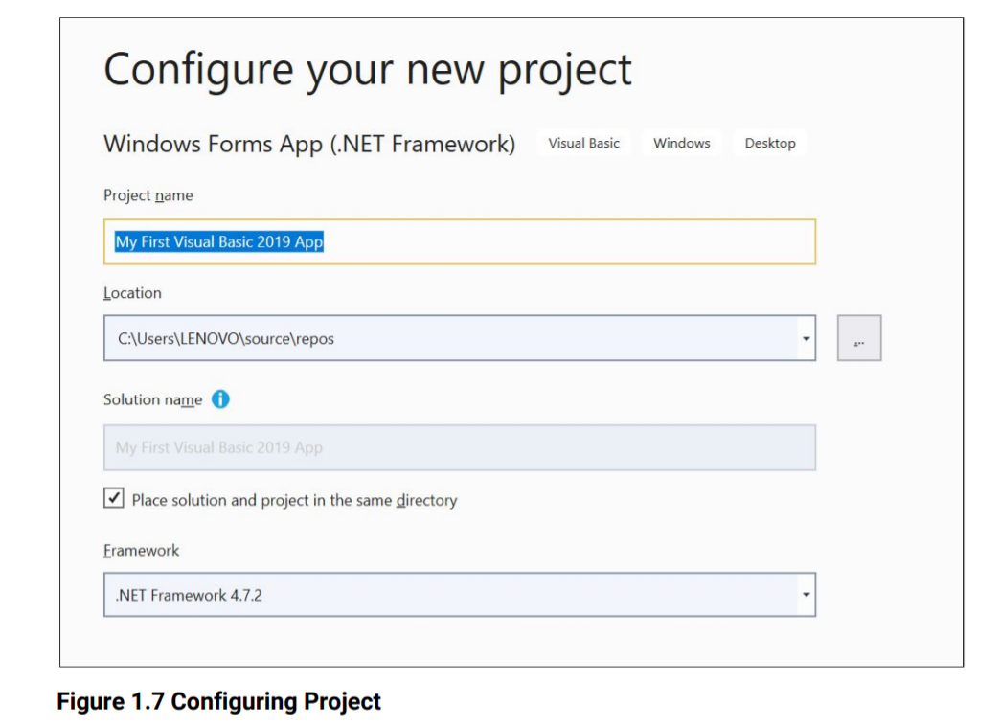 Configure your new project
Windows Forms App (.NET Framework) Visual Basic Windows Desktop
Project name
My First Visual Basic 2019 App
Location
C:\Users\LENOVO\source\repos
...
Solution name i
My First Visual Basic 2019 App
Place solution and project in the same directory
Framework
.NET Framework 4.7.2
Figure 1.7 Configuring Project